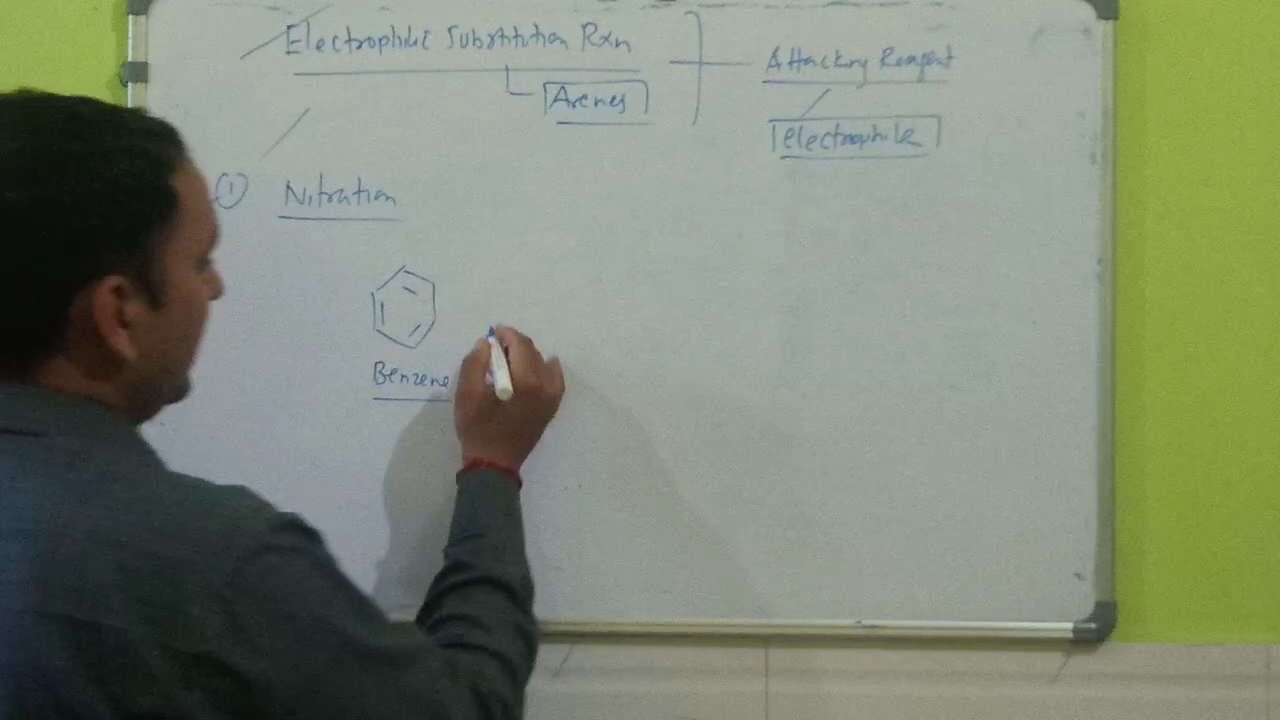 Electrophilic Substitution Rxn
Arenes
Attacking Reagent
electrophile
① Nitration
Benzene